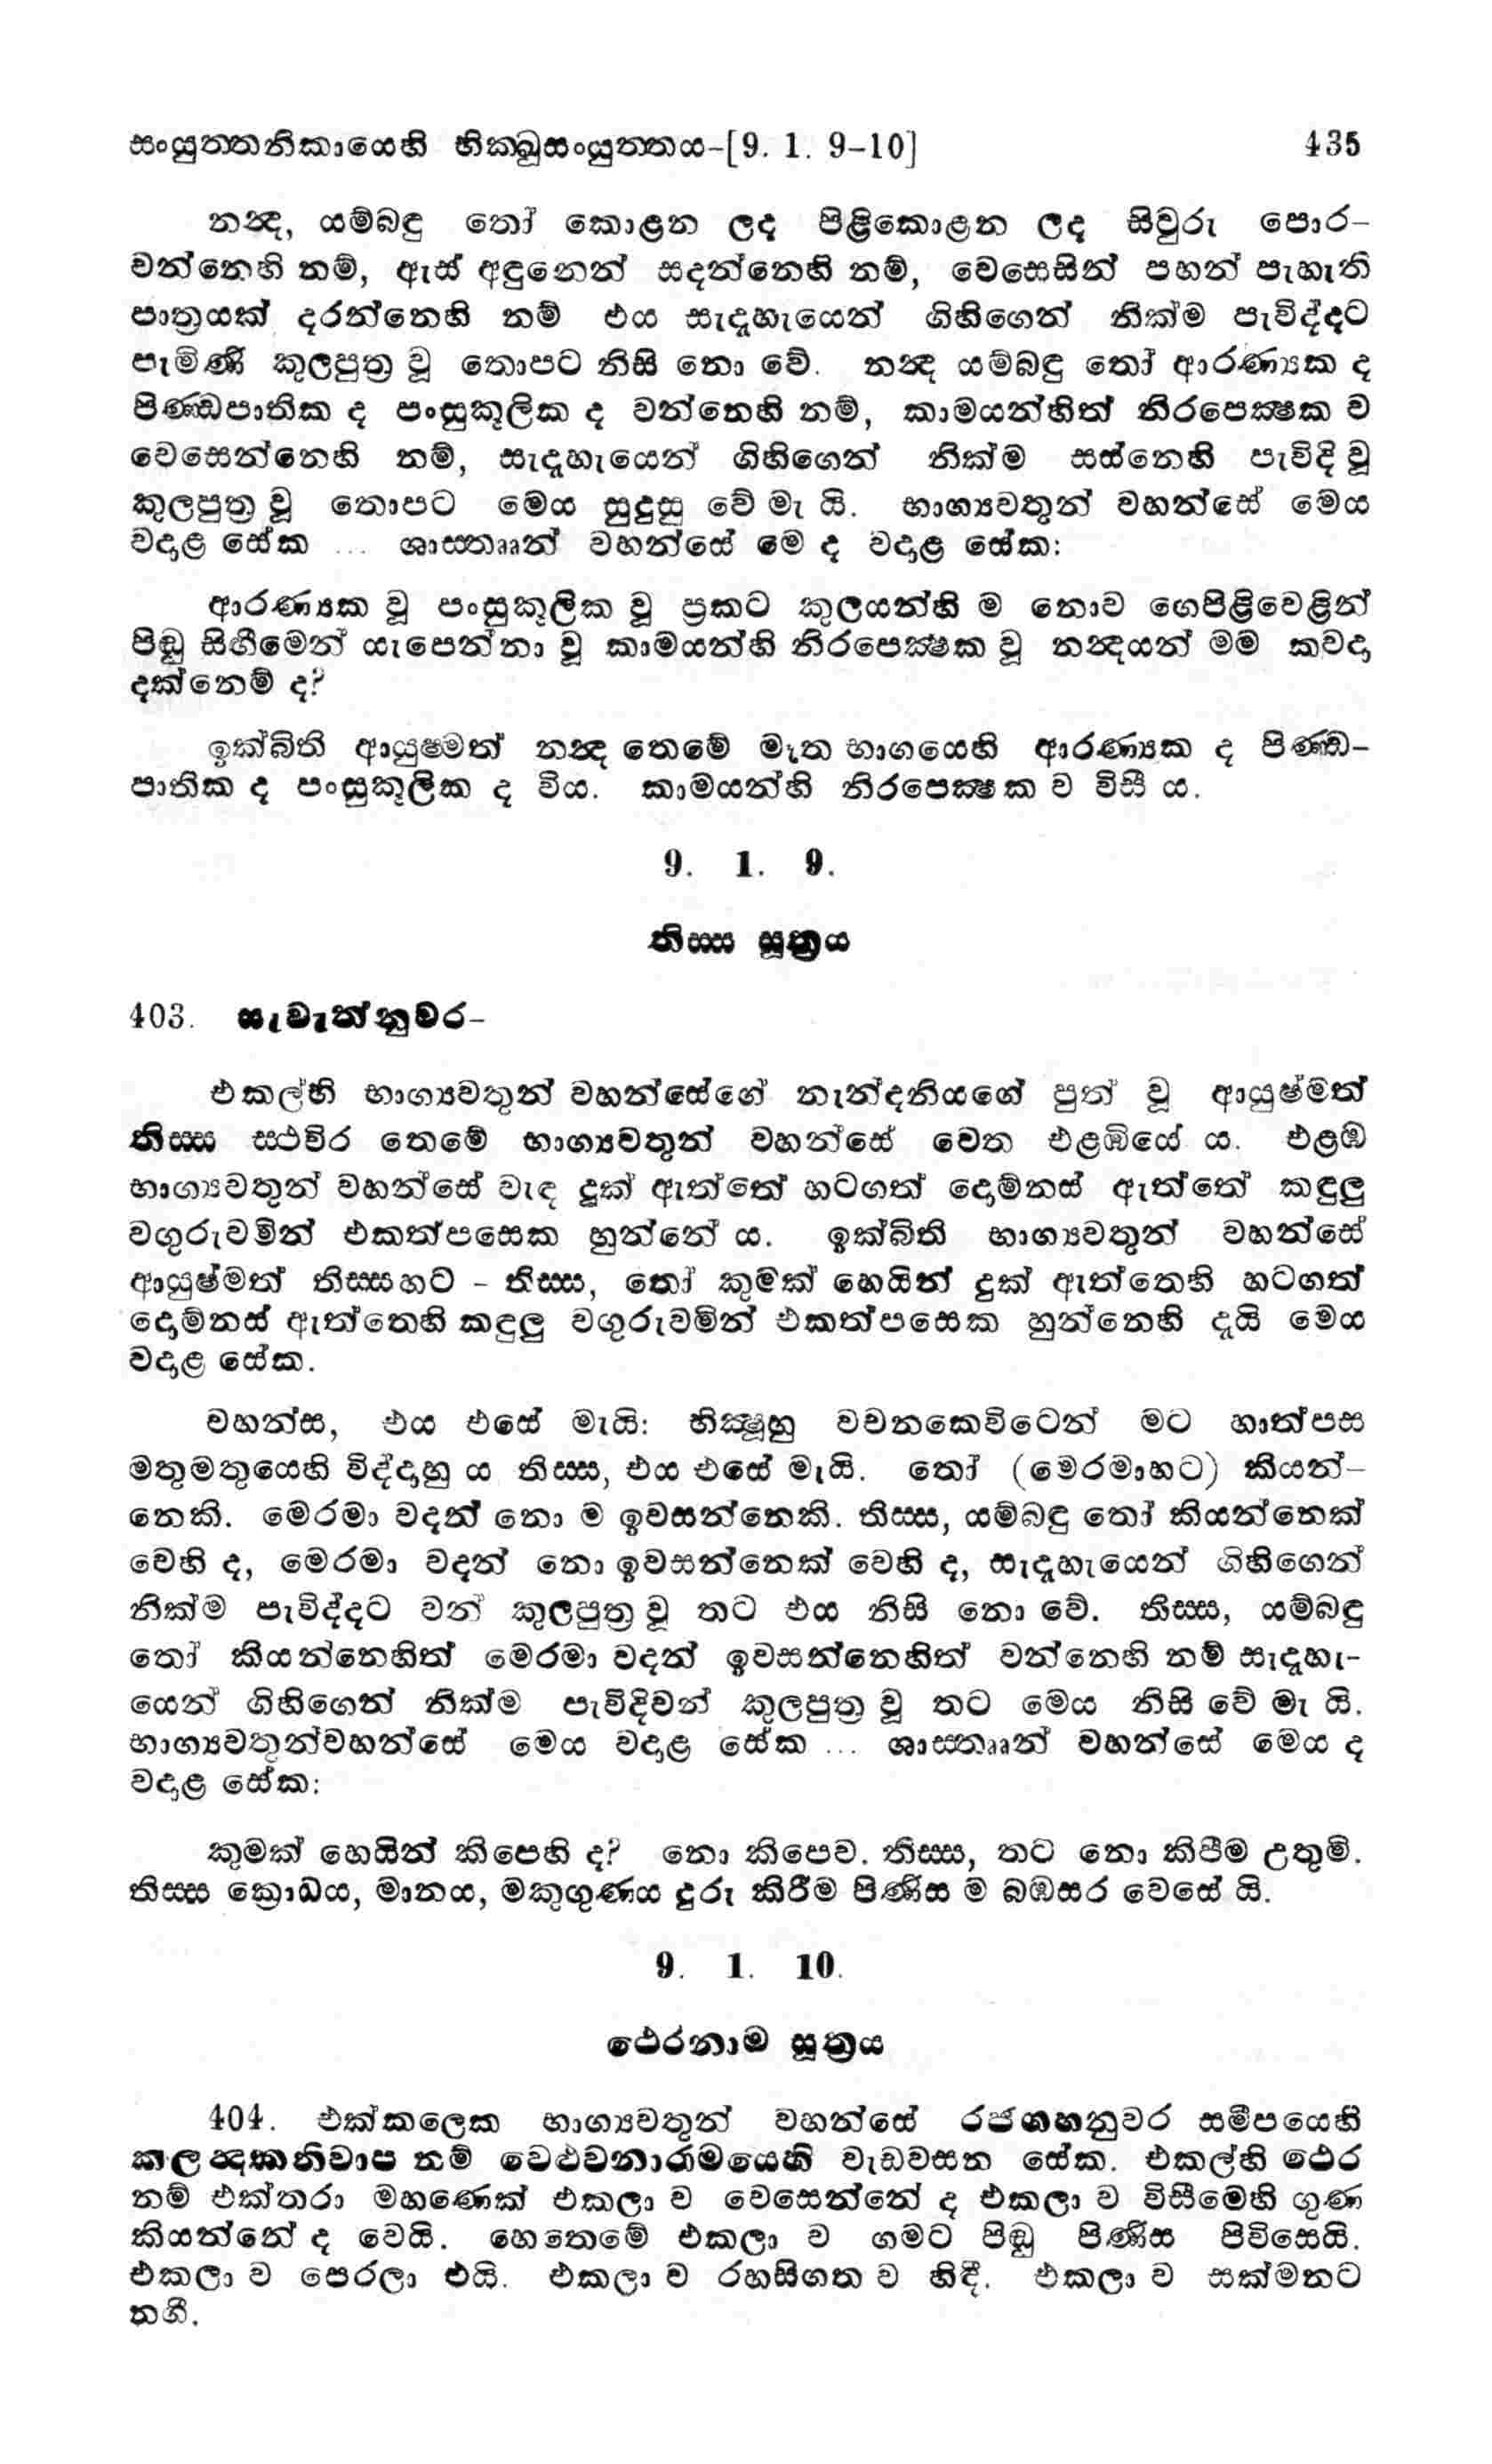 සංයුත්තනිකායෙහි භික්ඛුසංයුත්තය-[9. 1. 9-10] 435
නන්‍ද, යම්බඳු තෝ කොළන ලද පිළිකොළන ලද සිවුරු පොර-
වන්නෙහි නම්, ඇස් අඳුනෙන් සදන්නෙහි නම්, වෙසෙසින් පහන් පැහැති
පාත්‍රයක් දරන්නෙහි නම් එය සැදැහැයෙන් ගිහිගෙන් නික්ම පැවිද්දට
පැමිණි කුලපුත්‍ර වූ තොපට නිසි නො වේ. නන්‍ද යම්බඳු තෝ ආරණ්‍යක ද
පිණ්ඩපාතික ද පංසුකූලික ද වන්නෙහි නම්, කාමයන්හිත් නිරපෙක්‍ෂක ව
වෙසෙන්නෙහි නම්, සැදැහැයෙන් ගිහිගෙන් නික්ම සස්නෙහි පැවිදි වූ
කුලපුත්‍ර වූ තොපට මෙය සුදුසු වේ මැ යි. භාග්‍යවතුන් වහන්සේ මෙය
වදාළ සේක ... ශාස්තෲන් වහන්සේ මෙ ද වදාළ සේක:
ආරණ්‍යක වූ පංසුකූලික වූ ප්‍රකට කුලයන්හි ම නොව ගෙපිළිවෙළින්
පිඬු සිඟීමෙන් යැපෙන්නා වූ කාමයන්හි නිරපෙක්‍ෂක වූ නන්‍දයන් මම කවදා
දක්නෙම් ද?
ඉක්බිති ආයුෂ්මත් නන්‍ද තෙමේ මෑත භාගයෙහි ආරණ්‍යක ද පිණ්ඩ-
පාතික ද පංසුකූලික ද විය. කාමයන්හි නිරපෙක්‍ෂක ව විසී ය.
9. 1. 9.
තිස්ස සූත්‍රය
403. සැවැත්නුවර-
එකල්හි භාග්‍යවතුන් වහන්සේගේ නැන්දනියගේ පුත් වූ ආයුෂ්මත්
තිස්ස ස්ථවිර තෙමේ භාග්‍යවතුන් වහන්සේ වෙත එළඹියේ ය. එළඹ
භාග්‍යවතුන් වහන්සේ වැඳ දුක් ඇත්තේ හටගත් දොම්නස් ඇත්තේ කඳුලු
වගුරුවමින් එකත්පසෙක හුන්නේ ය. ඉක්බිති භාග්‍යවතුන් වහන්සේ
ආයුෂ්මත් තිස්සහට - තිස්ස, තෝ කුමක් හෙයින් දුක් ඇත්තෙහි හටගත්
දොම්නස් ඇත්තෙහි කඳුලු වගුරුවමින් එකත්පසෙක හුන්නෙහි දැයි මෙය
වදාළ සේක.
වහන්ස, එය එසේ මැයි: භික්‍ෂූහු වචනකෙවිටෙන් මට හාත්පස
මතුමතුයෙහි විද්දාහු ය තිස්ස, එය එසේ මැයි. තෝ (මෙරමාහට) කියන්-
නෙකි. මෙරමා වදන් නො ම ඉවසන්නෙකි. තිස්ස, යම්බඳු තෝ කියන්නෙක්
වෙහි ද, මෙරමා වදන් නො ඉවසන්නෙක් වෙහි ද, සැදැහැයෙන් ගිහිගෙන්
නික්ම පැවිද්දට වන් කුලපුත්‍ර වූ තට එය නිසි නො වේ. තිස්ස, යම්බඳු
තෝ කියන්නෙහිත් මෙරමා වදන් ඉවසන්නෙහිත් වන්නෙහි නම් සැදැහැ-
යෙන් ගිහිගෙන් නික්ම පැවිදිවන් කුලපුත්‍ර වූ තට මෙය නිසි වේ මැ යි.
භාග්‍යවතුන්වහන්සේ මෙය වදාළ සේක ... ශාස්තෲන් වහන්සේ මෙය ද
වදාළ සේක:
කුමක් හෙයින් කිපෙහි ද? නො කිපෙව. තිස්ස, තට නො කිපීම උතුම්.
තිස්ස ක්‍රොධය, මානය, මකුගුණය දුරු කිරීම පිණිස ම බඹසර වෙසේ යි.
9. 1. 10.
ථෙරනාම සූත්‍රය
404. එක්කලෙක භාග්‍යවතුන් වහන්සේ රජගහනුවර සමීපයෙහි
කලන්‍දකනිවාප නම් වෙළුවනාරාමයෙහි වැඩවසන සේක. එකල්හි ථෙර
නම් එක්තරා මහණෙක් එකලා ව වෙසෙන්නේ ද එකලා ව විසීමෙහි ගුණ
කියන්නේ ද වෙයි. හෙතෙමේ එකලා ව ගමට පිඬු පිණිස පිවිසෙයි.
එකලා ව පෙරලා එයි. එකලා ව රහසිගත ව හිඳී. එකලා ව සක්මනට
නඟී.